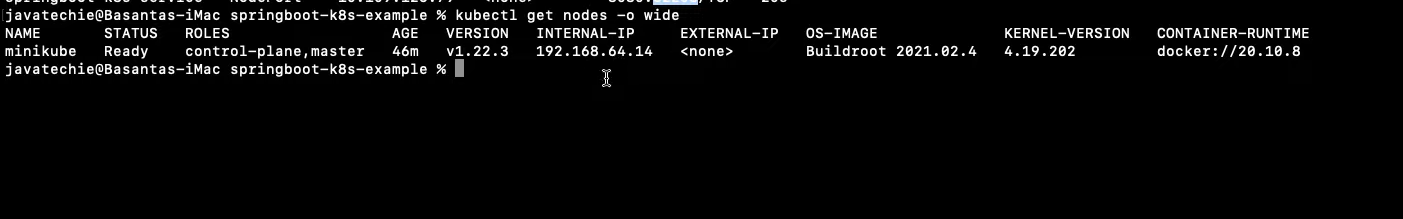 javatechie@Basantas-iMac springboot-k8s-example % kubectl get nodes -o wide
NAME STATUS ROLES AGE VERSION INTERNAL-IP EXTERNAL-IP OS-IMAGE KERNEL-VERSION CONTAINER-RUNTIME
minikube Ready control-plane,master 46m v1.22.3 192.168.64.14 <none> Buildroot 2021.02.4 4.19.202 docker://20.10.8
javatechie@Basantas-iMac springboot-k8s-example %